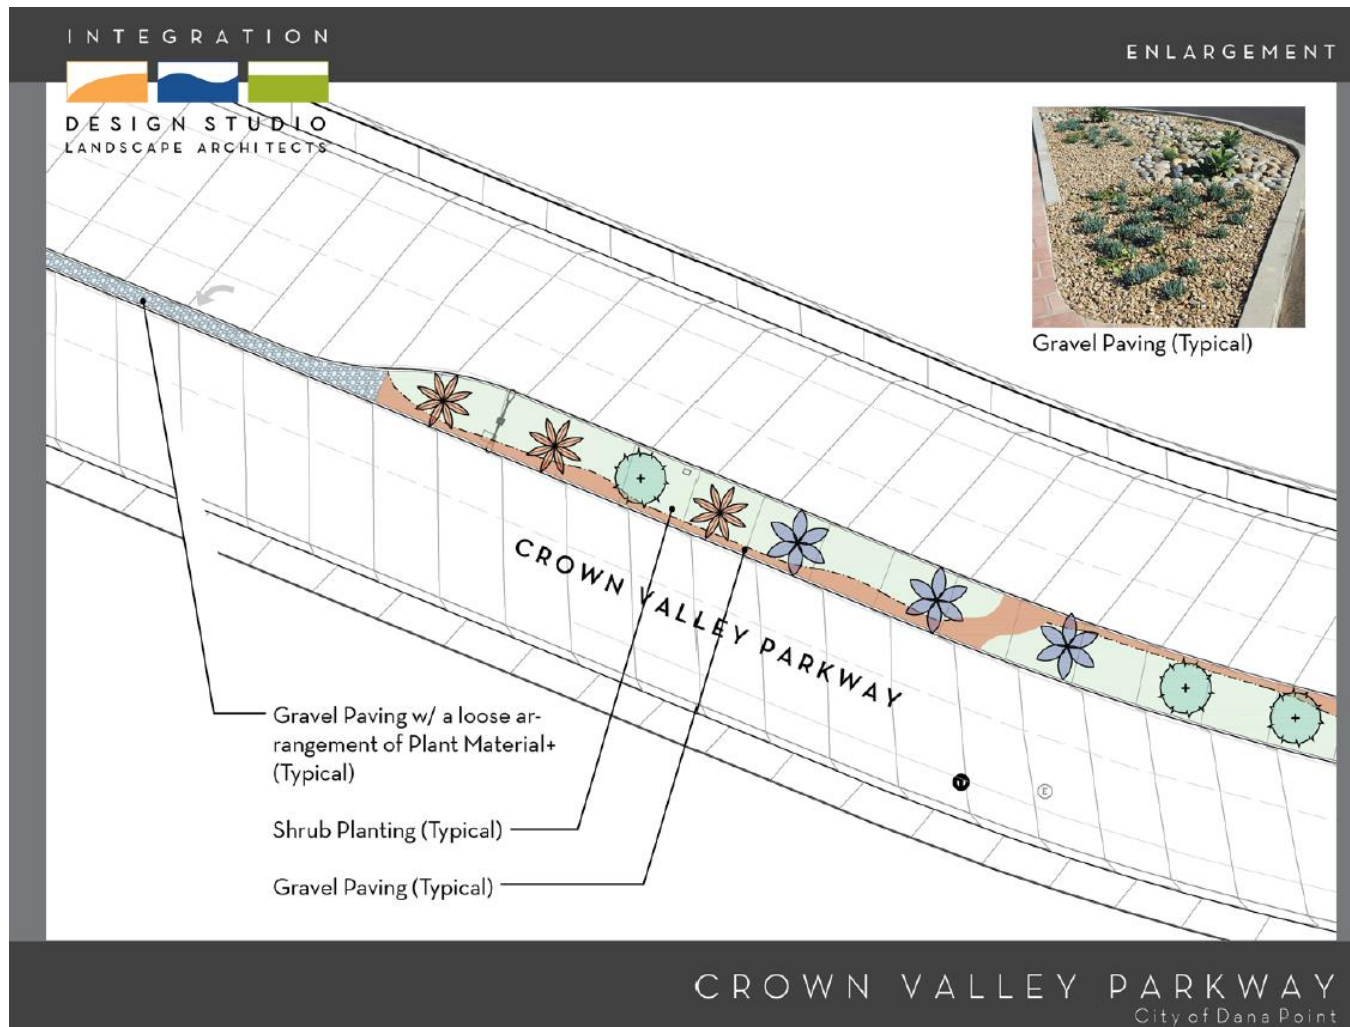 INTEGRATION
DESIGN STUDIO
LANDSCAPE ARCHITECTS
ENLARGEMENT
Gravel Paving (Typical)
CROWN VALLEY PARKWAY
Gravel Paving w/ a loose ar-
rangement of Plant Material+
(Typical)
Shrub Planting (Typical)
Gravel Paving (Typical)
E
CROWN VALLEY PARKWAY
City of Dana Point